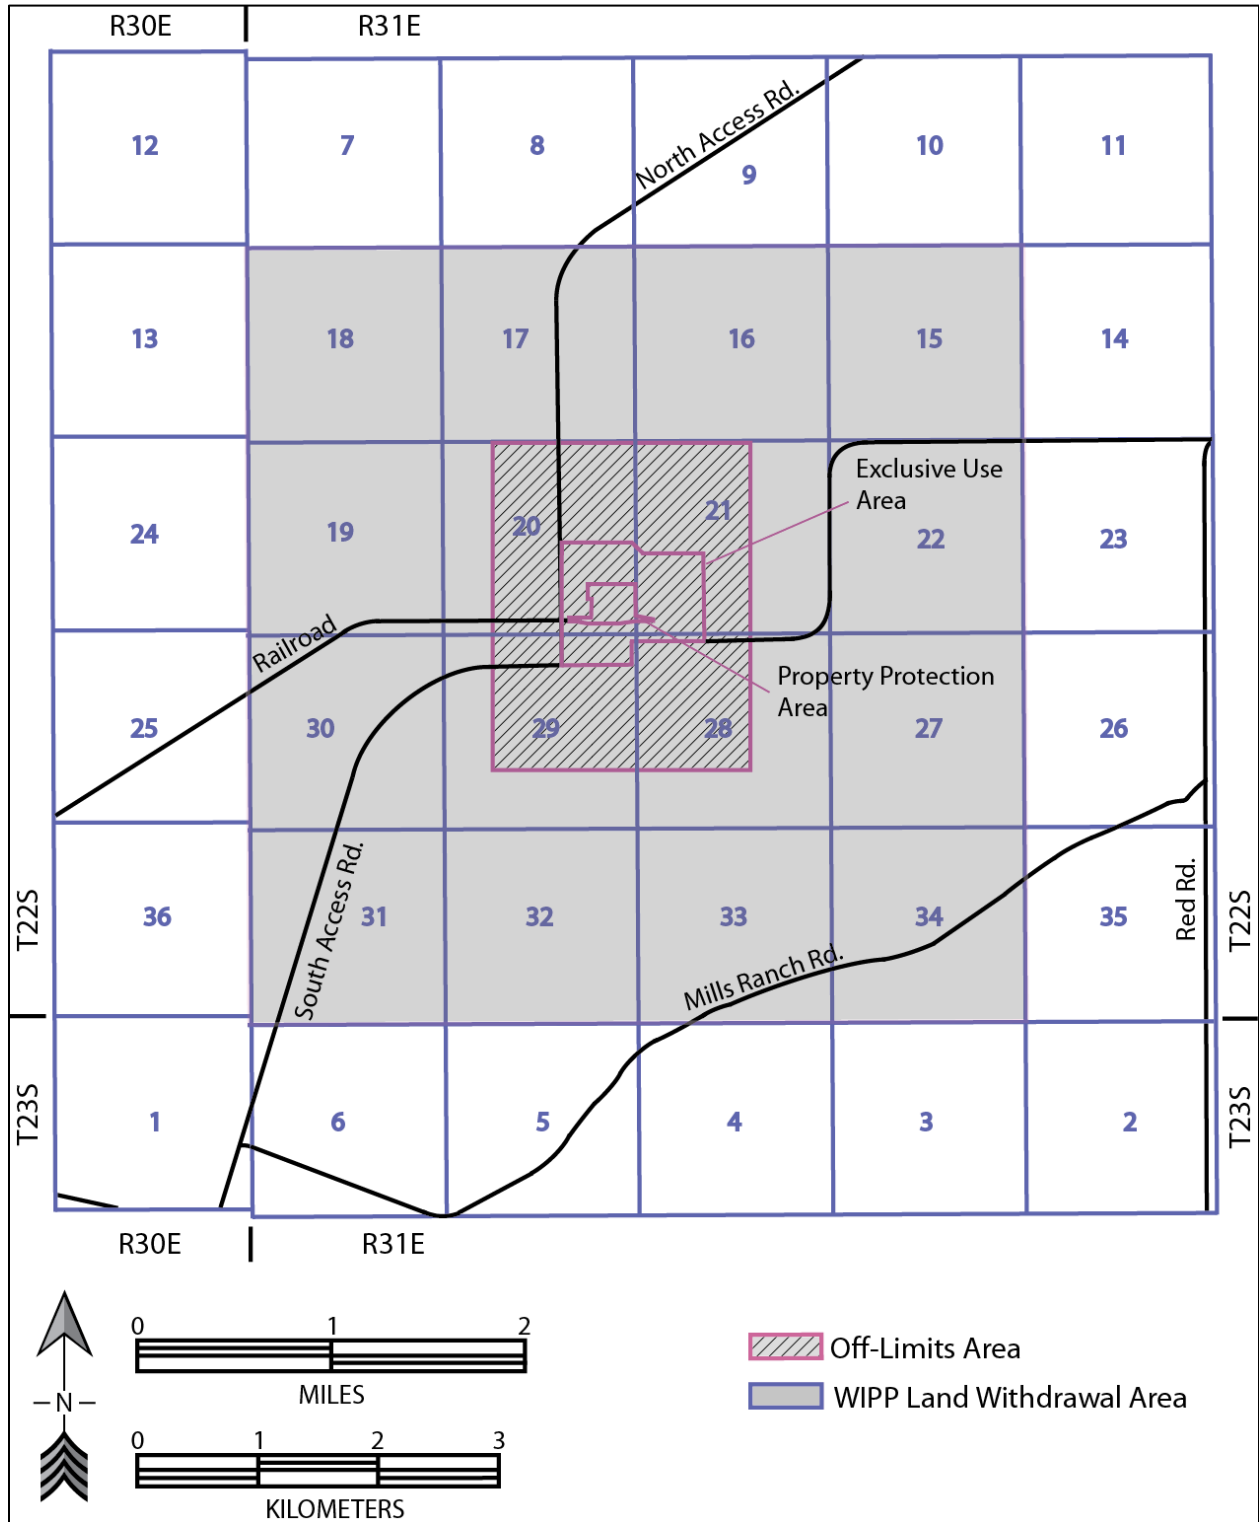 R30E
R31E
12
7
8
North Access Rd.
9
10
11
13
18
17
16
15
14
24
19
20
21
Exclusive Use
Area
22
23
Railroad
25
30
29
28
Property Protection
Area
27
26
T22S
36
South Access Rd.
31
32
33
Mills Ranch Rd.
34
35
Red Rd.
T22S
T23S
1
6
5
4
3
2
T23S
R30E
R31E
0 1 2
MILES
N
0 1 2 3
KILOMETERS
Off-Limits Area
WIPP Land Withdrawal Area